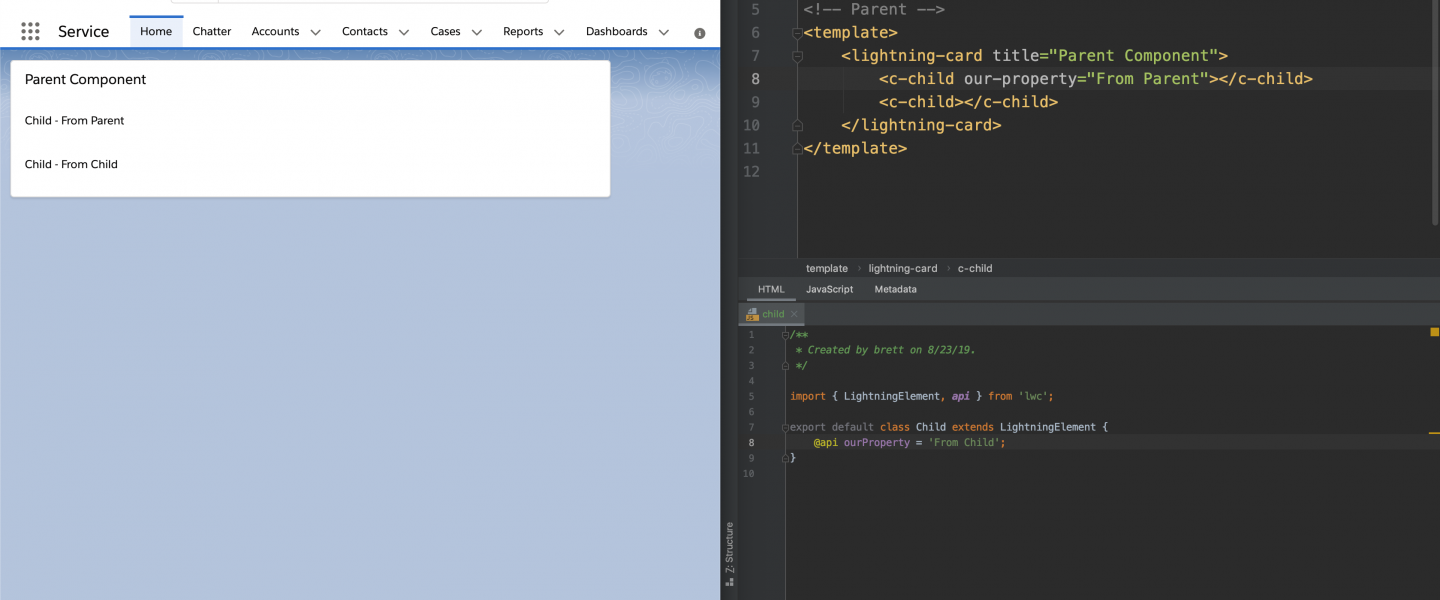 Service Home Chatter Accounts Contacts Cases Reports Dashboards
Parent Component
Child - From Parent
Child - From Child
5 <!-- Parent -->
6 <template>
7 <lightning-card title="Parent Component">
8 <c-child our-property="From Parent"></c-child>
9 <c-child></c-child>
10 </lightning-card>
11 </template>
12
template › lightning-card › c-child
HTML JavaScript Metadata
JS child
1 /**
2 * Created by brett on 8/23/19.
3 */
4
5 import { LightningElement, api } from 'lwc';
6
7 export default class Child extends LightningElement {
8 @api ourProperty = 'From Child';
9 }
10
Z: Structure